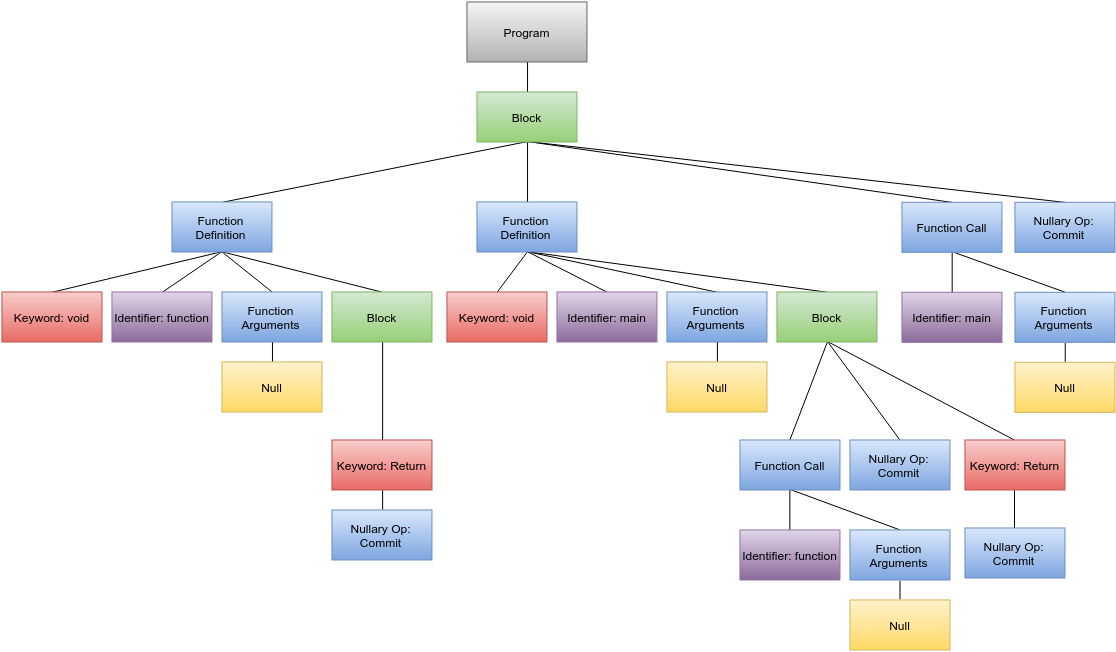 Program
Block
Function
Definition
Function
Definition
Function Call
Nullary Op:
Commit
Keyword: void
Identifier: function
Function
Arguments
Block
Keyword: void
Identifier: main
Function
Arguments
Block
Identifier: main
Function
Arguments
Null
Null
Null
Keyword: Return
Function Call
Nullary Op:
Commit
Keyword: Return
Nullary Op:
Commit
Identifier: function
Function
Arguments
Nullary Op:
Commit
Null